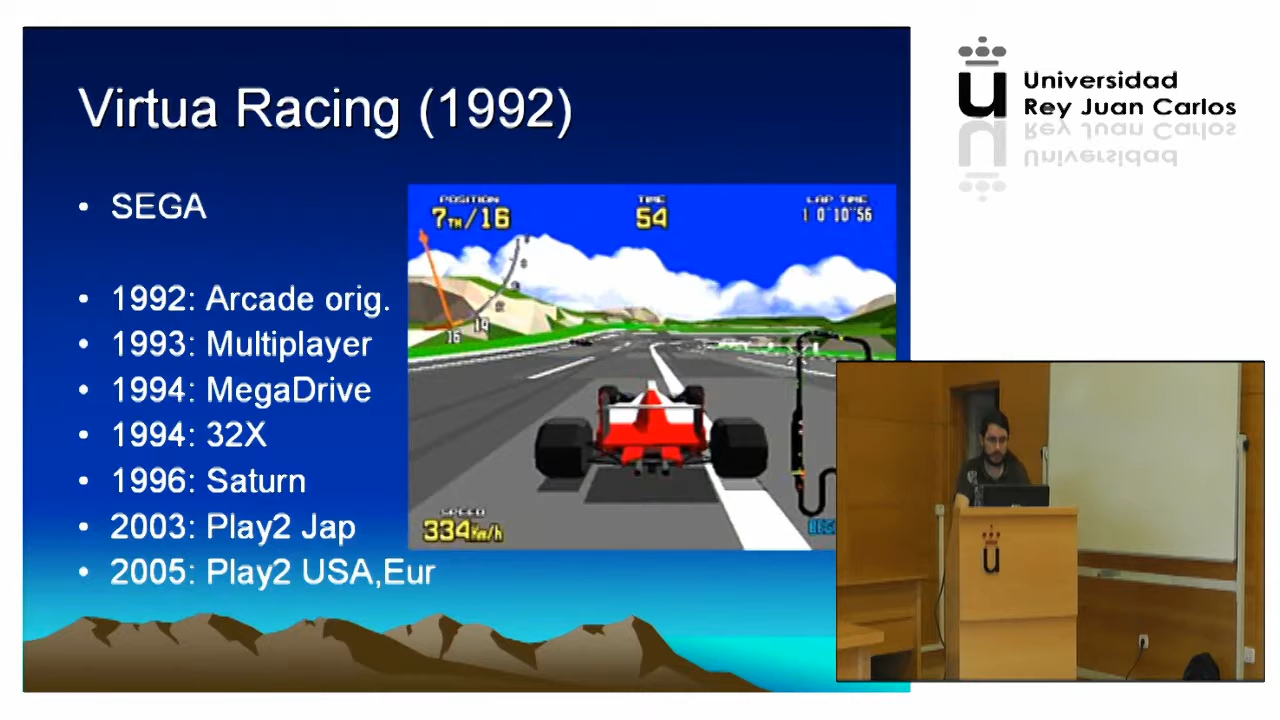 Virtua Racing (1992)
• SEGA
• 1992: Arcade orig.
• 1993: Multiplayer
• 1994: MegaDrive
• 1994: 32X
• 1996: Saturn
• 2003: Play2 Jap
• 2005: Play2 USA,Eur
POSITION
7TH/16
TIME
54
LAP TIME
1 0'10"56
16
SPEED
334Km/h
u Universidad
Rey Juan Carlos
u